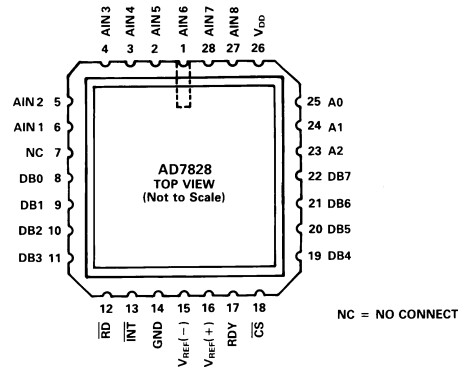 AIN 3
AIN 4
AIN 5
AIN 6
AIN 7
AIN 8
VDD
4 3 2 1 28 27 26
AIN 2 5
AIN 1 6
NC 7
DB0 8
DB1 9
DB2 10
DB3 11
AD7828
TOP VIEW
(Not to Scale)
25 A0
24 A1
23 A2
22 DB7
21 DB6
20 DB5
19 DB4
12 13 14 15 16 17 18
R̅D̅
I̅N̅T̅
GND
VREF(−)
VREF(+)
RDY
C̅S̅
NC = NO CONNECT